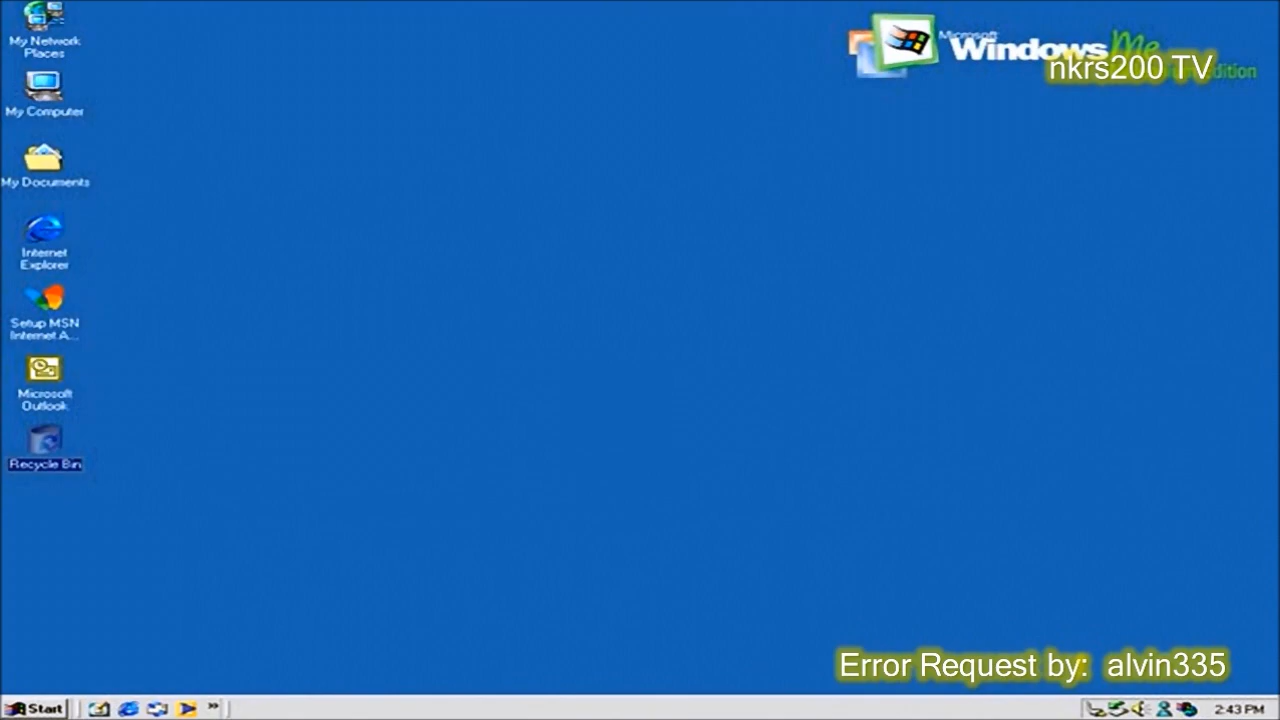 My Network
Places
My Computer
My Documents
Internet
Explorer
Setup MSN
Internet A...
Microsoft
Outlook
Recycle Bin
Microsoft
Windows Me
nkrs200 TV
Error Request by: alvin335
Start
»
2:43 PM